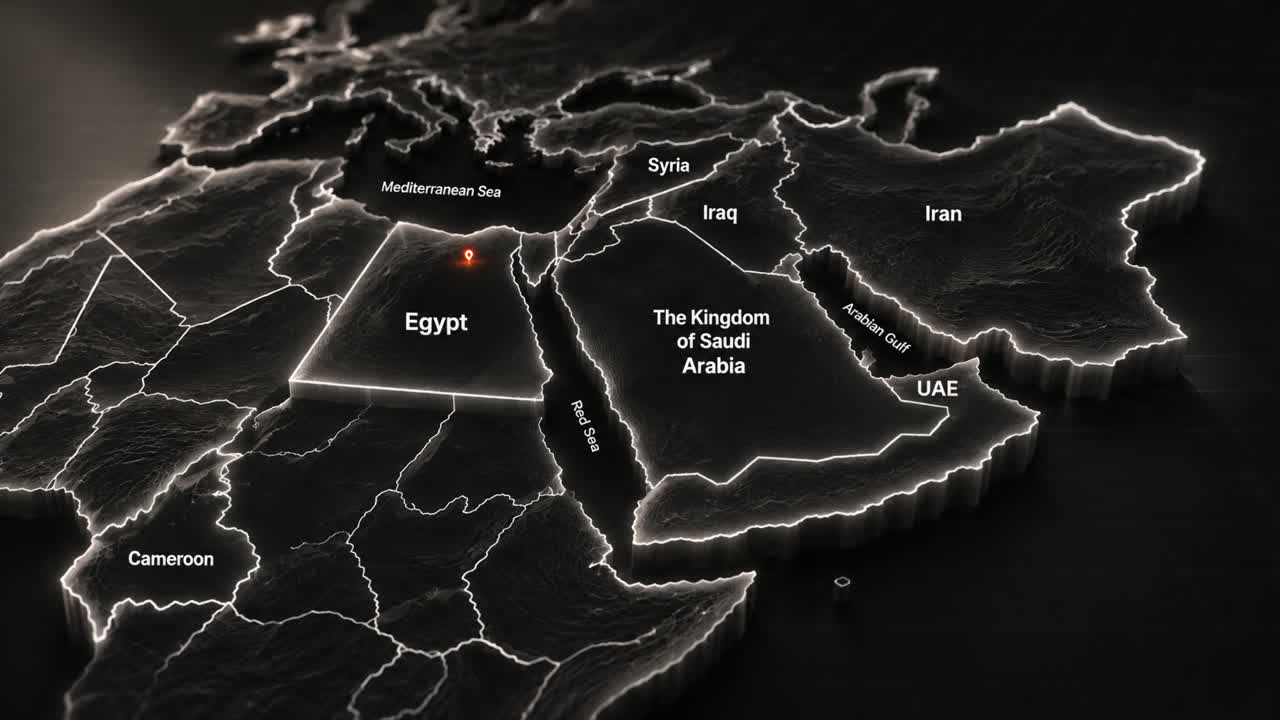 Syria
Mediterranean Sea
Iraq
Iran
Egypt
The Kingdom
of Saudi
Arabia
Arabian Gulf
UAE
Red Sea
Cameroon